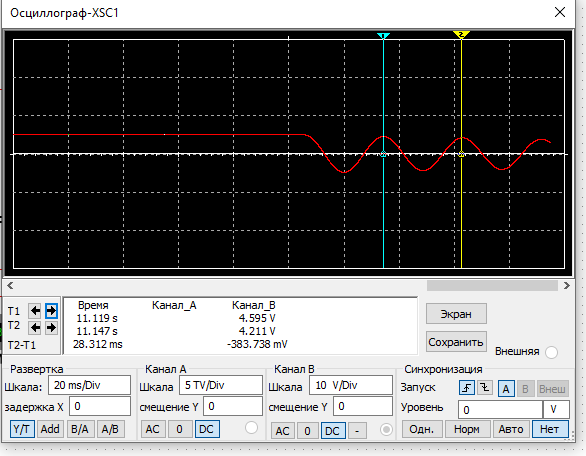 Осциллограф-XSC1
1 2
T1
T2
T2-T1
Время Канал_A Канал_B
11.119 s 4.595 V
11.147 s 4.211 V
28.312 ms -383.738 mV
Экран
Сохранить
Внешняя
Развертка
Шкала: 20 ms/Div
задержка X 0
Y/T Add B/A A/B
Канал A
Шкала 5 TV/Div
смещение Y 0
AC 0 DC
Канал B
Шкала 10 V/Div
смещение Y 0
AC 0 DC -
Синхронизация
Запуск A B Внеш
Уровень 0 V
Одн. Норм Авто Нет